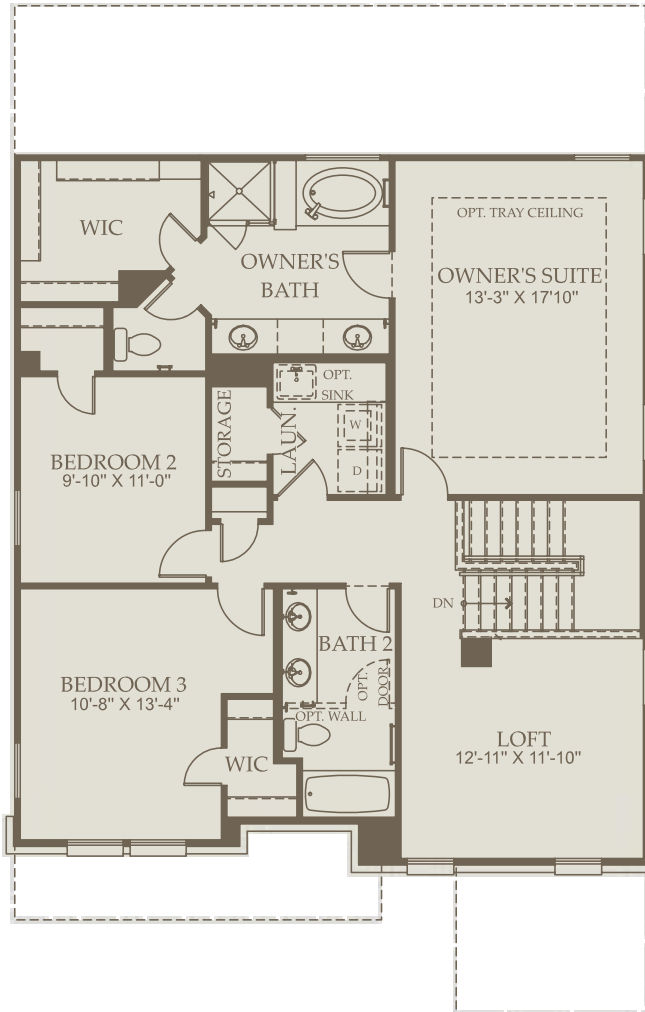 OPT. TRAY CEILING
WIC
OWNER'S
BATH
OWNER'S SUITE
13'-3" X 17'10"
OPT.
SINK
STORAGE
LAUN.
W
D
BEDROOM 2
9'-10" X 11'-0"
DN
BATH 2
OPT.
DOOR
BEDROOM 3
10'-8" X 13'-4"
OPT. WALL
WIC
LOFT
12'-11" X 11'-10"